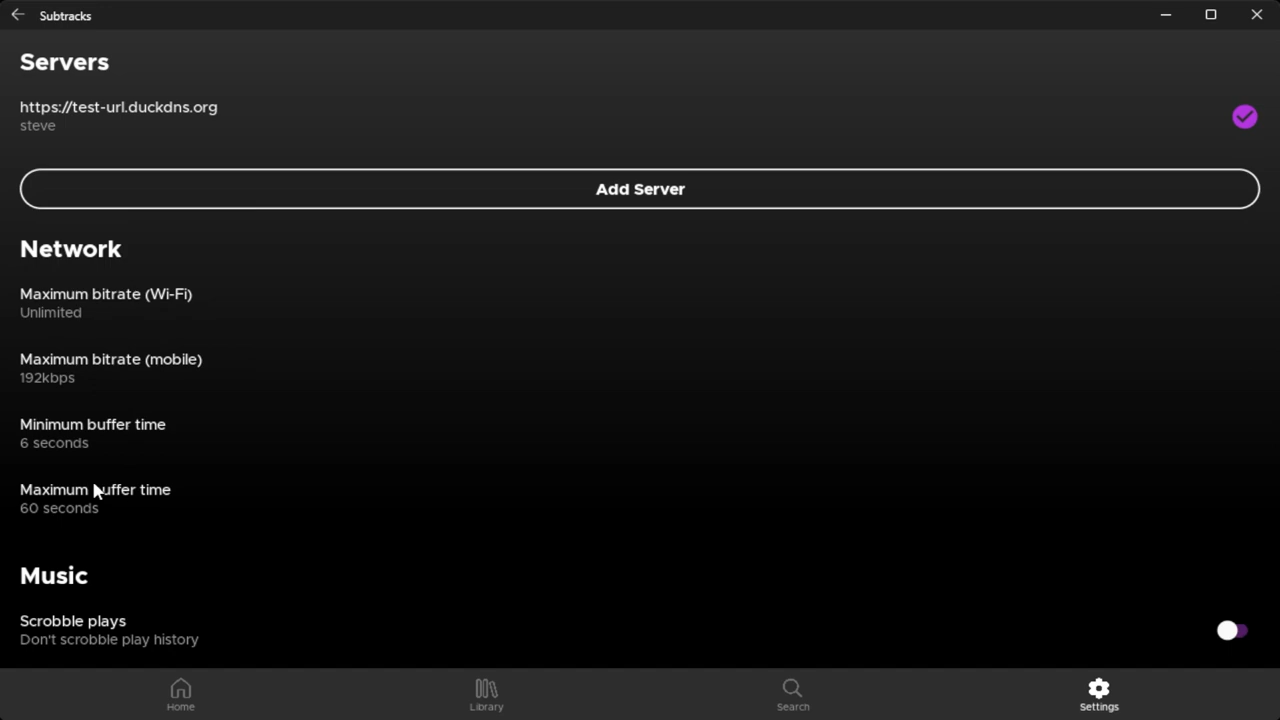 Subtracks
Servers
https://test-url.duckdns.org
steve
Add Server
Network
Maximum bitrate (Wi-Fi)
Unlimited
Maximum bitrate (mobile)
192kbps
Minimum buffer time
6 seconds
Maximum buffer time
60 seconds
Music
Scrobble plays
Don't scrobble play history
Home
Library
Search
Settings